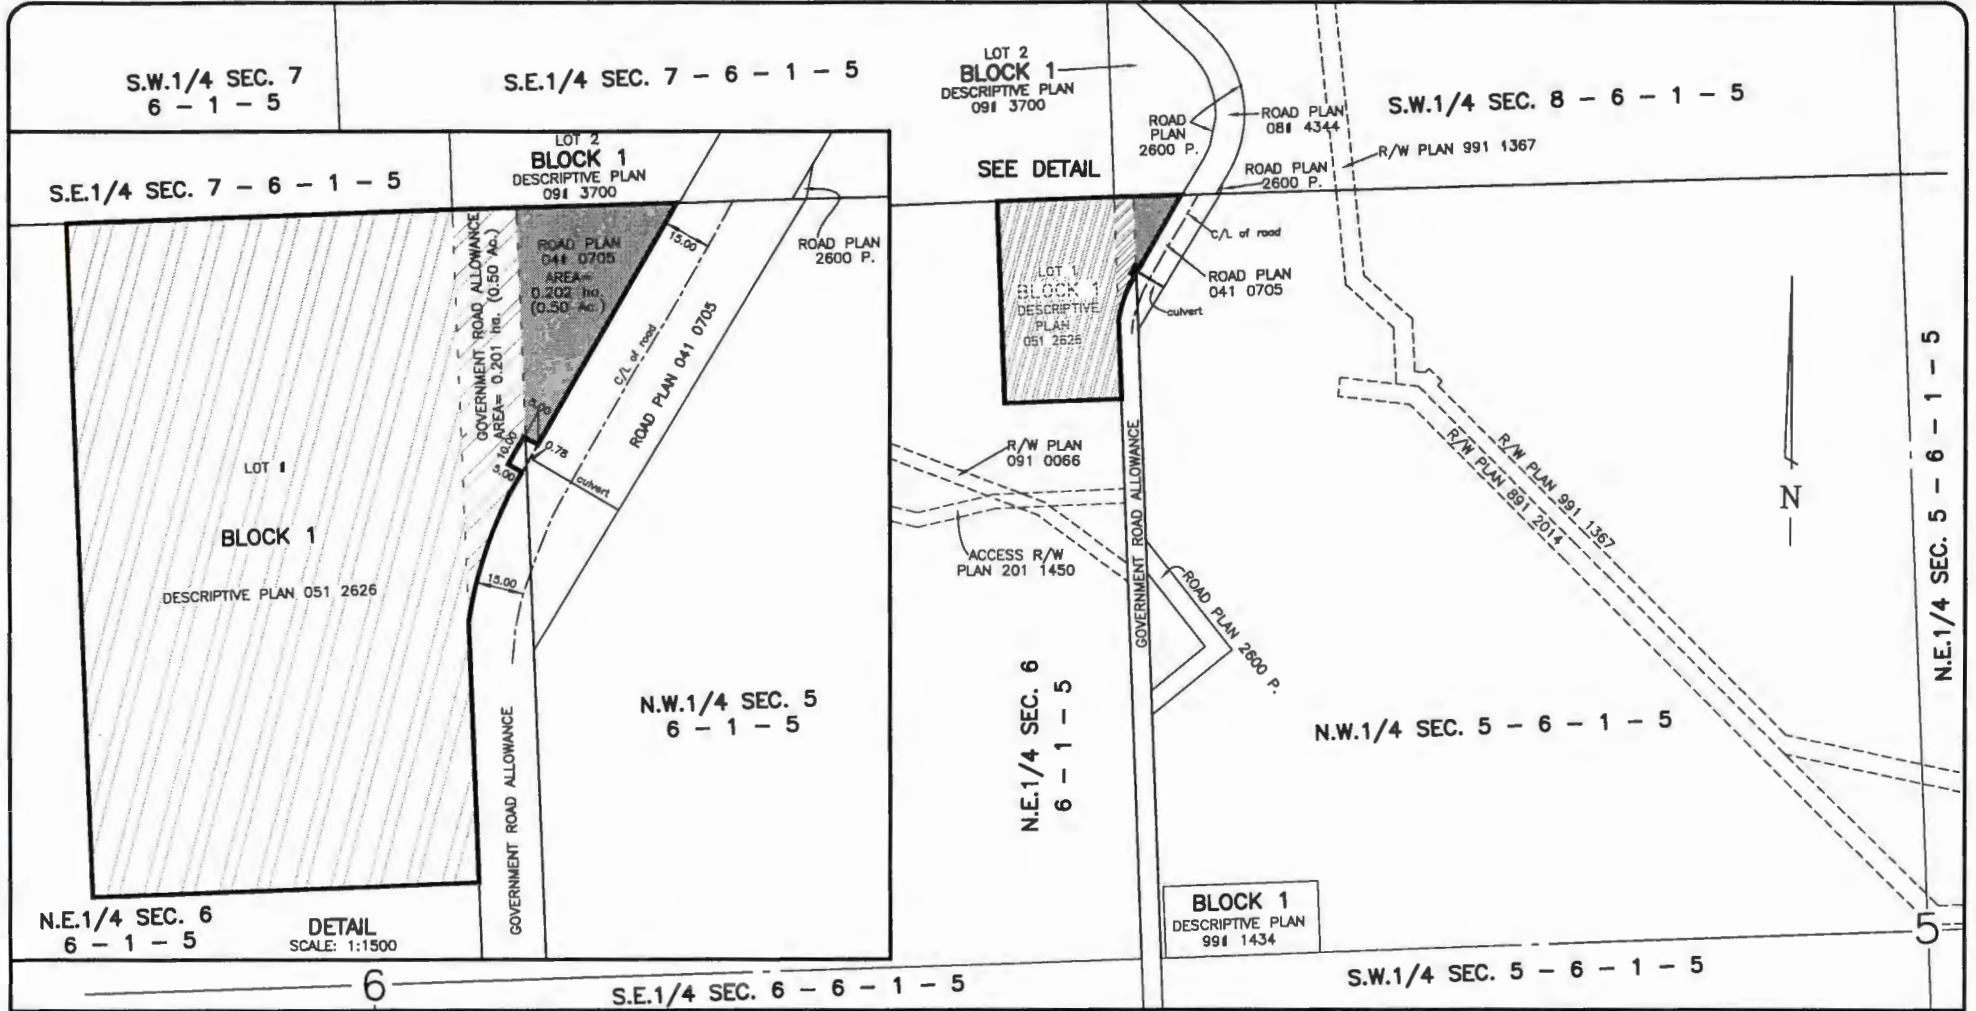 S.W.1/4 SEC. 7
6 - 1 - 5
S.E.1/4 SEC. 7 - 6 - 1 - 5
LOT 2
BLOCK 1
DESCRIPTIVE PLAN
091 3700
ROAD
PLAN
2600 P.
ROAD PLAN
081 4344
S.W.1/4 SEC. 8 - 6 - 1 - 5
R/W PLAN 991 1367
SEE DETAIL
ROAD PLAN
2600 P.
S.E.1/4 SEC. 7 - 6 - 1 - 5
LOT 2
BLOCK 1
DESCRIPTIVE PLAN
091 3700
GOVERNMENT ROAD ALLOWANCE
AREA= 0.201 ha. (0.50 Ac.)
ROAD PLAN
041 0705
AREA=
0.202 ha.
(0.50 Ac.)
15.00
ROAD PLAN
2600 P.
C/L of road
ROAD PLAN 041 0705
5.00
10.00
5.00
0.78
culvert
15.00
LOT 1
BLOCK 1
DESCRIPTIVE PLAN 051 2626
GOVERNMENT ROAD ALLOWANCE
N.W.1/4 SEC. 5
6 - 1 - 5
N.E.1/4 SEC. 6
6 - 1 - 5
DETAIL
SCALE: 1:1500
C/L of road
ROAD PLAN
041 0705
culvert
LOT 1
BLOCK 1
DESCRIPTIVE
PLAN
051 2626
R/W PLAN
091 0066
ACCESS R/W
PLAN 201 1450
GOVERNMENT ROAD ALLOWANCE
ROAD PLAN 2600 P.
R/W PLAN 991 1367
R/W PLAN 891 2014
N
N.E.1/4 SEC. 5 - 6 - 1 - 5
N.E.1/4 SEC. 6
6 - 1 - 5
N.W.1/4 SEC. 5 - 6 - 1 - 5
BLOCK 1
DESCRIPTIVE PLAN
991 1434
5
6
S.E.1/4 SEC. 6 - 6 - 1 - 5
S.W.1/4 SEC. 5 - 6 - 1 - 5